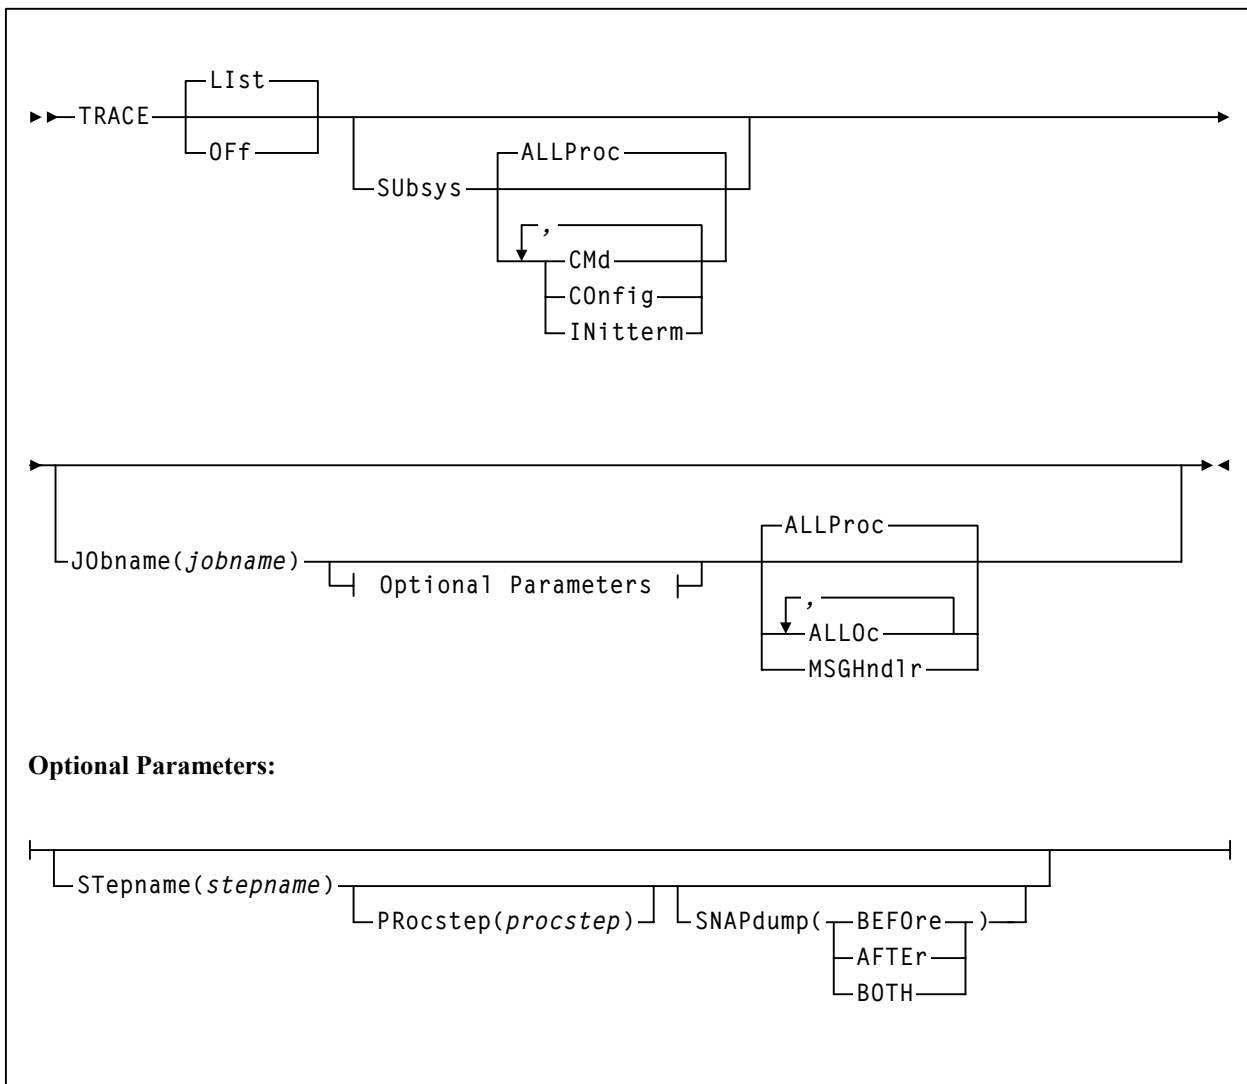 LIst
TRACE
OFf
ALLProc
SUbsys
,
CMd
COnfig
INitterm
ALLProc
JObname(jobname)
Optional Parameters
,
ALLOc
MSGHndlr
Optional Parameters:
STepname(stepname)
PRocstep(procstep) SNAPdump( BEFOre )
AFTEr
BOTH